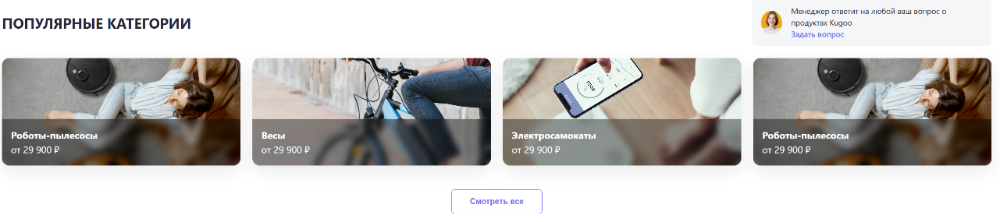 ПОПУЛЯРНЫЕ КАТЕГОРИИ
Менеджер ответит на любой ваш вопрос о
продуктах Kugoo
Задать вопрос
Роботы-пылесосы
от 29 900 ₽
Весы
от 29 900 ₽
Электросамокаты
от 29 900 ₽
Роботы-пылесосы
от 29 900 ₽
Смотреть все